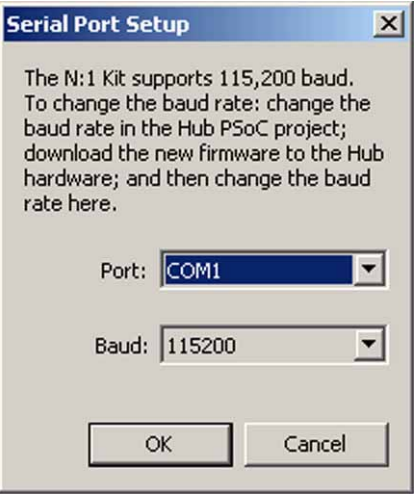 Serial Port Setup
The N:1 Kit supports 115,200 baud.
To change the baud rate: change the
baud rate in the Hub PSoC project;
download the new firmware to the Hub
hardware; and then change the baud
rate here.
Port: COM1
Baud: 115200
OK Cancel